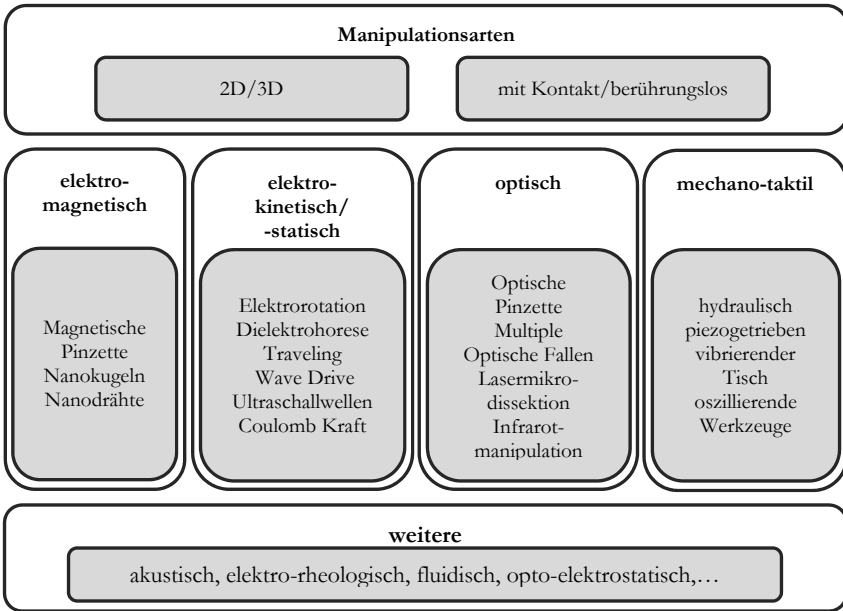 Manipulationsarten
2D/3D
mit Kontakt/berührungslos
elektro-
magnetisch
Magnetische
Pinzette
Nanokugeln
Nanodrähte
elektro-
kinetisch/
-statisch
Elektrorotation
Dielektrohorese
Traveling
Wave Drive
Ultraschallwellen
Coulomb Kraft
optisch
Optische
Pinzette
Multiple
Optische Fallen
Lasermikro-
dissektion
Infrarot-
manipulation
mechano-taktil
hydraulisch
piezogetrieben
vibrierender
Tisch
oszillierende
Werkzeuge
weitere
akustisch, elektro-rheologisch, fluidisch, opto-elektrostatisch,…